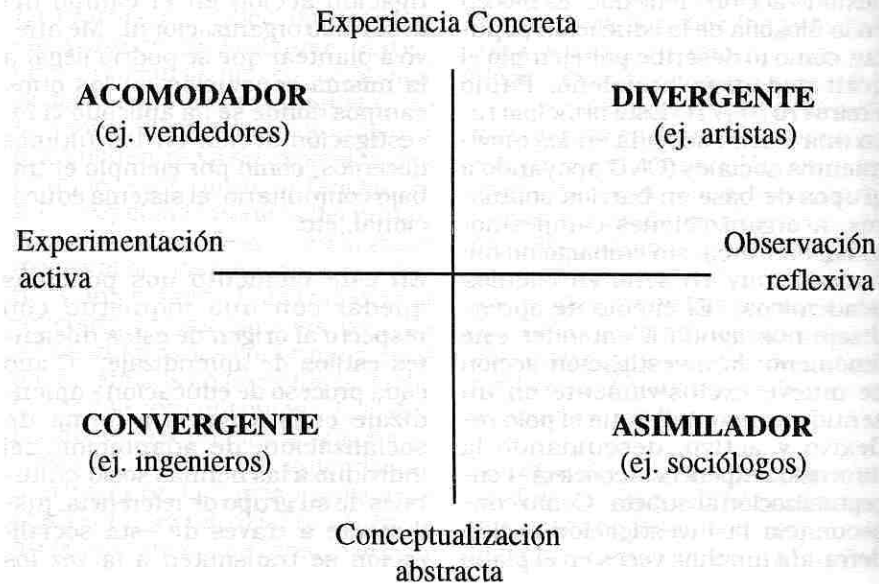 Experiencia Concreta
ACOMODADOR
(ej. vendedores)
DIVERGENTE
(ej. artistas)
Experimentación
activa
Observación
reflexiva
CONVERGENTE
(ej. ingenieros)
ASIMILADOR
(ej. sociólogos)
Conceptualización
abstracta